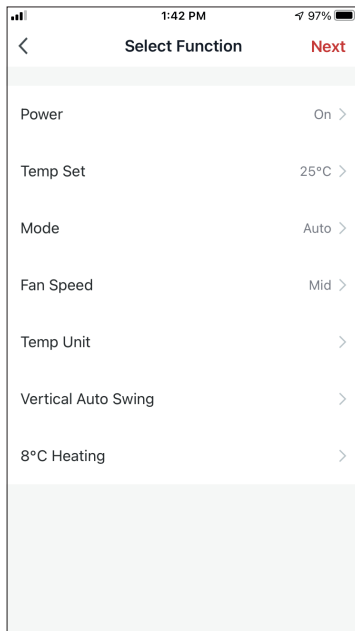 1:42 PM 97%
Select Function Next
Power On
Temp Set 25°C
Mode Auto
Fan Speed Mid
Temp Unit
Vertical Auto Swing
8°C Heating